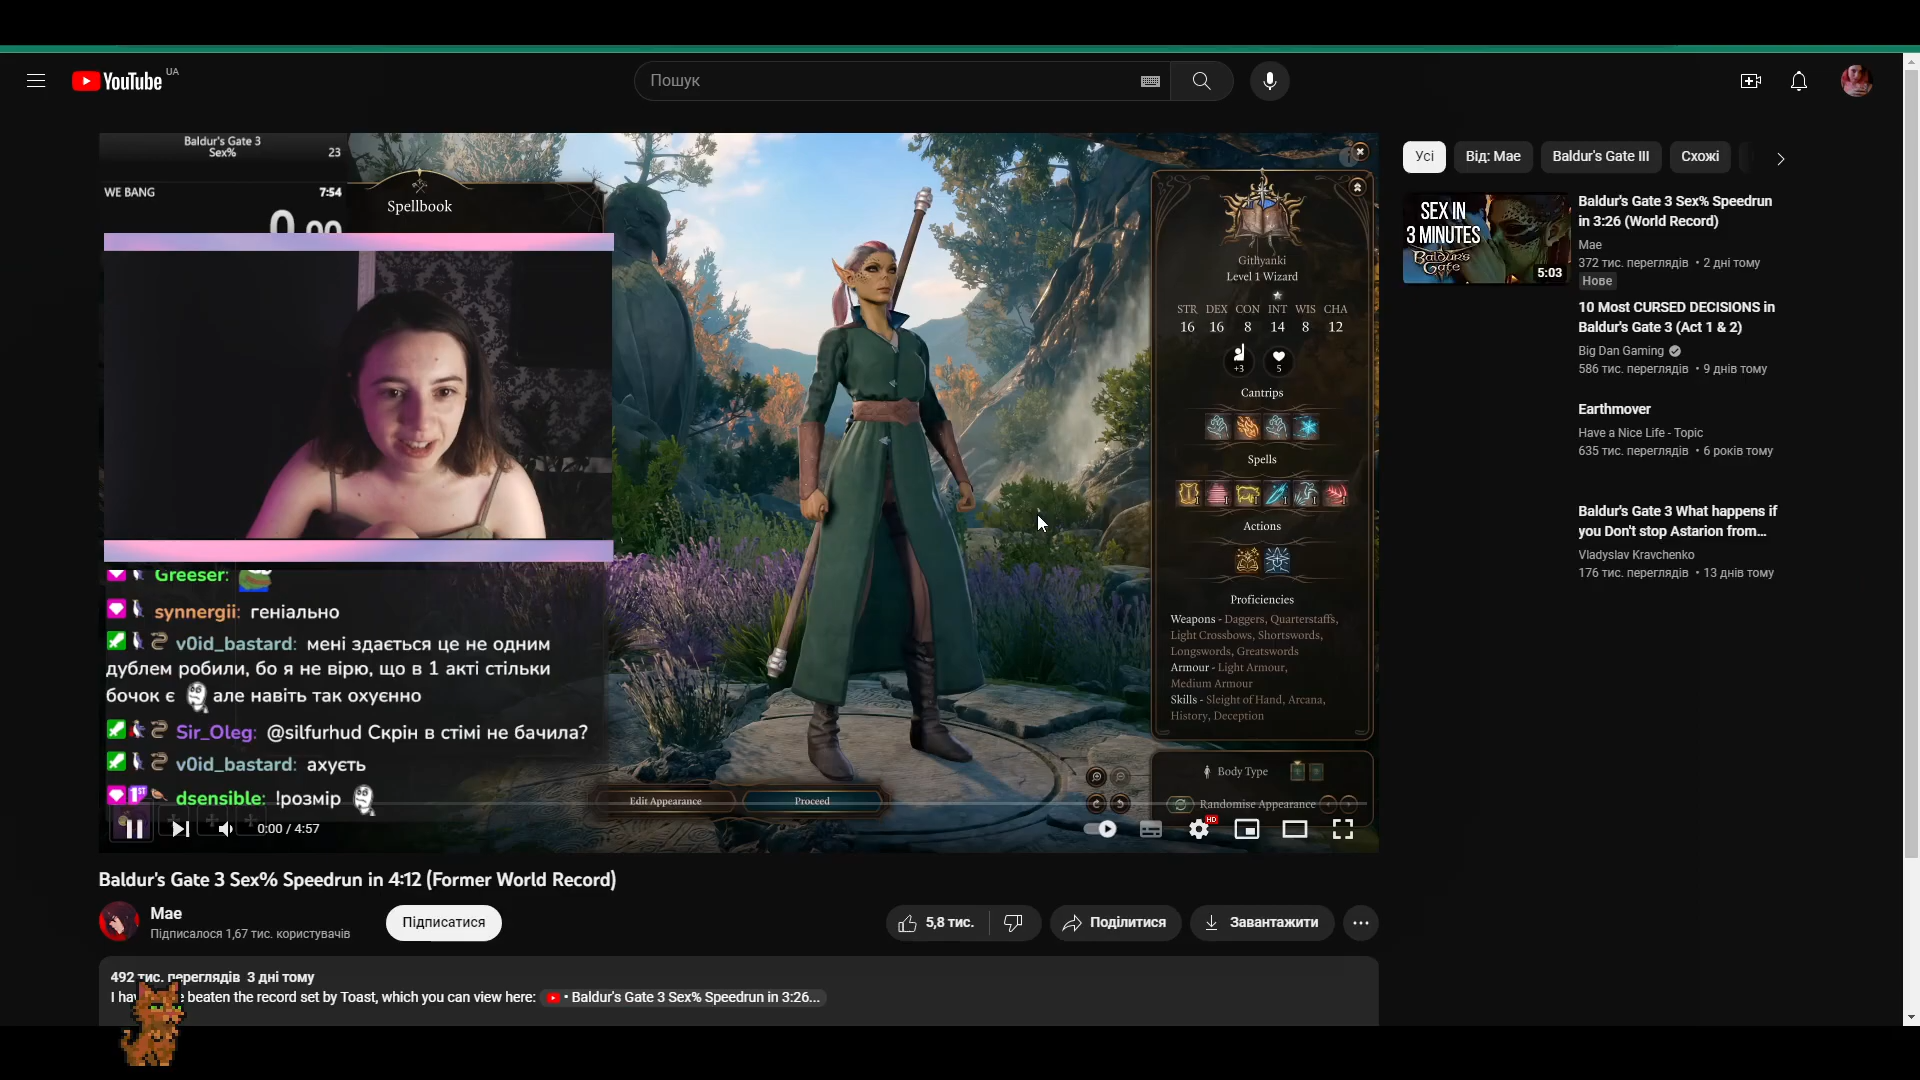 YouTube UA
Пошук
Усі
Від: Mae
Baldur's Gate III
Схожі
Baldur's Gate 3
Sex%
23
WE BANG
7:54
Spellbook
Githyanki
Level 1 Wizard
STR DEX CON INT WIS CHA
16 16 8 14 8 12
+3
5
Cantrips
Spells
Actions
Proficiencies
Weapons - Daggers, Quarterstaffs,
Light Crossbows, Shortswords,
Longswords, Greatswords
Armour - Light Armour,
Medium Armour
Skills - Sleight of Hand, Arcana,
History, Deception
Body Type
Randomise Appearance
Edit Appearance
Proceed
Greeser:
synnergii: геніально
v0id_bastard: мені здається це не одним
дублем робили, бо я не вірю, що в 1 акті стільки
бочок є але навіть так охуєнно
Sir_Oleg: @silfurhud Скрін в стімі не бачила?
v0id_bastard: ахуєть
1ST dsensible: !розмір
0:00 / 4:57
HD
Baldur's Gate 3 Sex% Speedrun in 4:12 (Former World Record)
Mae
Підписалося 1,67 тис. користувачів
Підписатися
5,8 тис.
Поділитися
Завантажити
492 тис. переглядів 3 дні тому
beaten the record set by Toast, which you can view here: • Baldur's Gate 3 Sex% Speedrun in 3:26...
SEX IN
3 MINUTES
Baldur's
Gate
5:03
Baldur's Gate 3 Sex% Speedrun
in 3:26 (World Record)
Mae
372 тис. переглядів • 2 дні тому
Нове
10 Most CURSED DECISIONS in
Baldur's Gate 3 (Act 1 & 2)
Big Dan Gaming
586 тис. переглядів • 9 днів тому
Earthmover
Have a Nice Life - Topic
635 тис. переглядів • 6 років тому
Baldur's Gate 3 What happens if
you Don't stop Astarion from...
Vladyslav Kravchenko
176 тис. переглядів • 13 днів тому